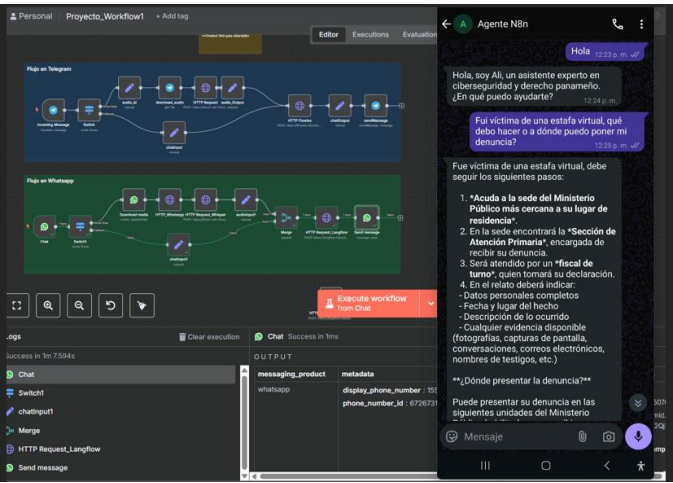 Personal
Proyecto_Workflow1
+ Add tag
Editor
Executions
Evaluation
Flujo en Telegram
Incoming Message
Switch
audio_id
download_audio
HTTP Request
audio_Output
chatInput
chatOutput
sendMessage
Flujo en Whatsapp
Chat
Switch1
Download media
HTTP_Whatsapp
HTTP Request_Whisper
audioInput1
chatInput1
Merge
HTTP Request_Langflow
Send message
Execute workflow
from Chat
Logs
Clear execution
Success in 1m 7.594s
Chat
Switch1
chatInput1
Merge
HTTP Request_Langflow
Send message
Chat Success in 1ms
OUTPUT
messaging_product
metadata
whatsapp
display_phone_number : 155
phone_number_id : 6726731
A
Agente N8n
Hola
12:23 p. m.
Hola, soy Ali, un asistente experto en
ciberseguridad y derecho panameño.
¿En qué puedo ayudarte?
12:24 p. m.
Fui víctima de una estafa virtual, qué
debo hacer o a dónde puedo poner mi
denuncia?
12:25 p. m.
Fue víctima de una estafa virtual, debe
seguir los siguientes pasos:
1. *Acuda a la sede del Ministerio
Público más cercana a su lugar de
residencia*.
2. En la sede encontrará la *Sección de
Atención Primaria*, encargada de
recibir su denuncia.
3. Será atendido por un *fiscal de
turno*, quien tomará su declaración.
4. En el relato deberá indicar:
- Datos personales completos
- Fecha y lugar del hecho
- Descripción de lo ocurrido
- Cualquier evidencia disponible
(fotografías, capturas de pantalla,
conversaciones, correos electrónicos,
nombres de testigos, etc.)
**¿Dónde presentar la denuncia?**
Puede presentar su denuncia en las
siguientes unidades del Ministerio
Mensaje